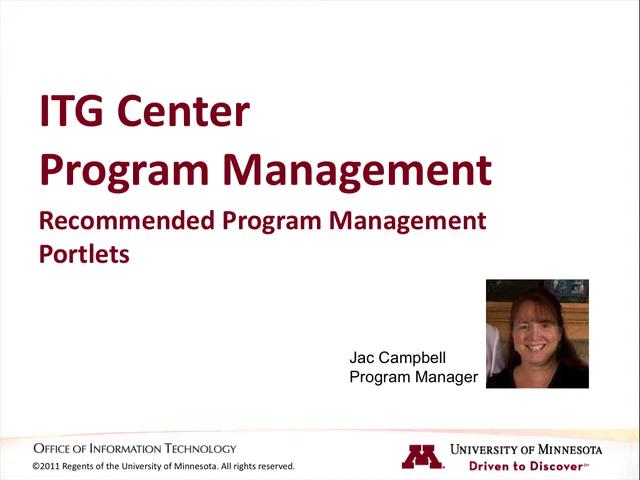 ITG Center
Program Management
Recommended Program Management
Portlets
Jac Campbell
Program Manager
OFFICE OF INFORMATION TECHNOLOGY
©2011 Regents of the University of Minnesota. All rights reserved.
M
UNIVERSITY OF MINNESOTA
Driven to Discover℠